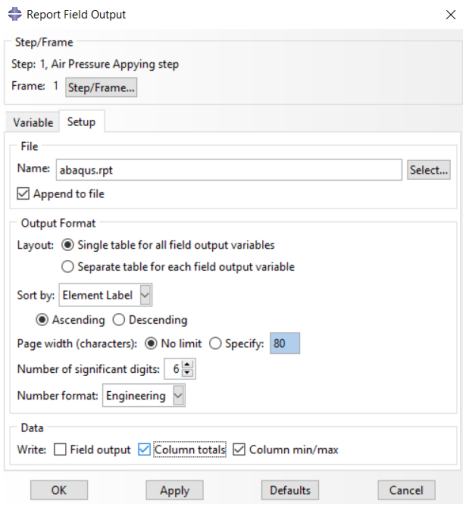 Report Field Output
Step/Frame
Step: 1, Air Pressure Appying step
Frame: 1 Step/Frame...
Variable Setup
File
Name: abaqus.rpt Select...
Append to file
Output Format
Layout: Single table for all field output variables
Separate table for each field output variable
Sort by: Element Label
Ascending Descending
Page width (characters): No limit Specify: 80
Number of significant digits: 6
Number format: Engineering
Data
Write: Field output Column totals Column min/max
OK Apply Defaults Cancel